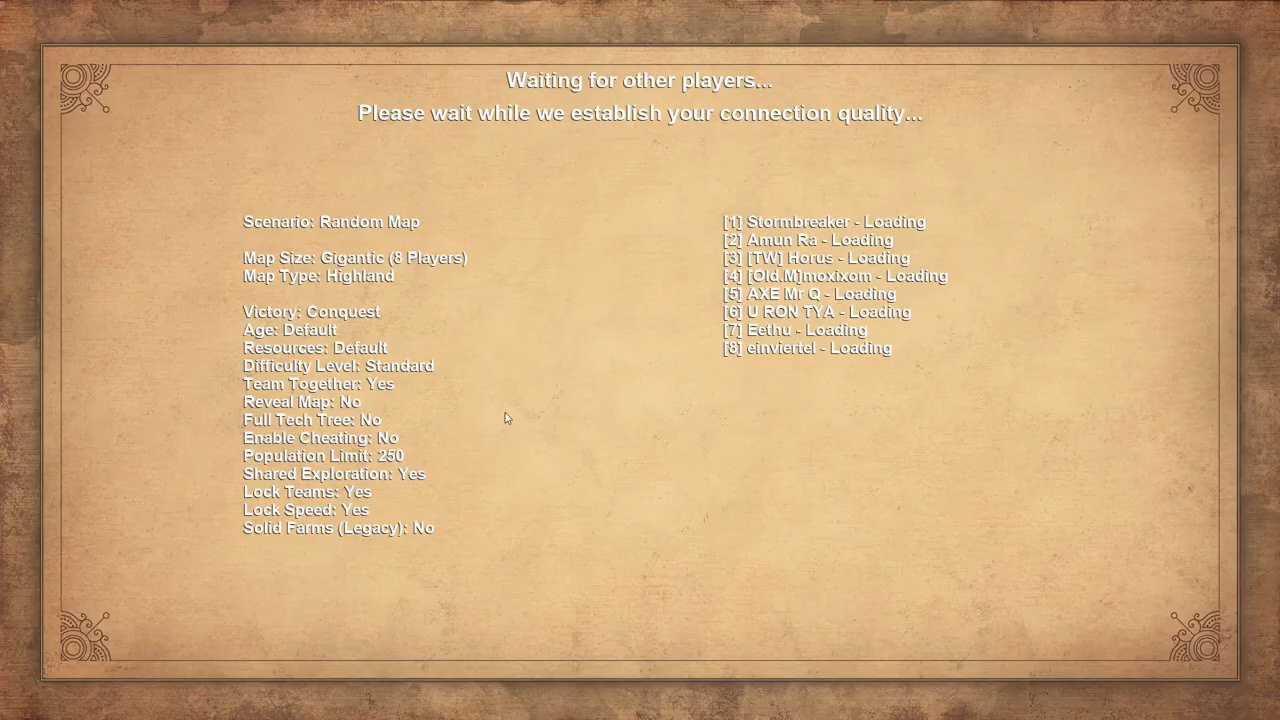 Waiting for other players...
Please wait while we establish your connection quality...
Scenario: Random Map
Map Size: Gigantic (8 Players)
Map Type: Highland
Victory: Conquest
Age: Default
Resources: Default
Difficulty Level: Standard
Team Together: Yes
Reveal Map: No
Full Tech Tree: No
Enable Cheating: No
Population Limit: 250
Shared Exploration: Yes
Lock Teams: Yes
Lock Speed: Yes
Solid Farms (Legacy): No
[1] Stormbreaker - Loading
[2] Amun Ra - Loading
[3] [TW] Horus - Loading
[4] [Old.M]moxixom - Loading
[5] AXE Mr Q - Loading
[6] U RON TYA - Loading
[7] Eethu - Loading
[8] einviertel - Loading